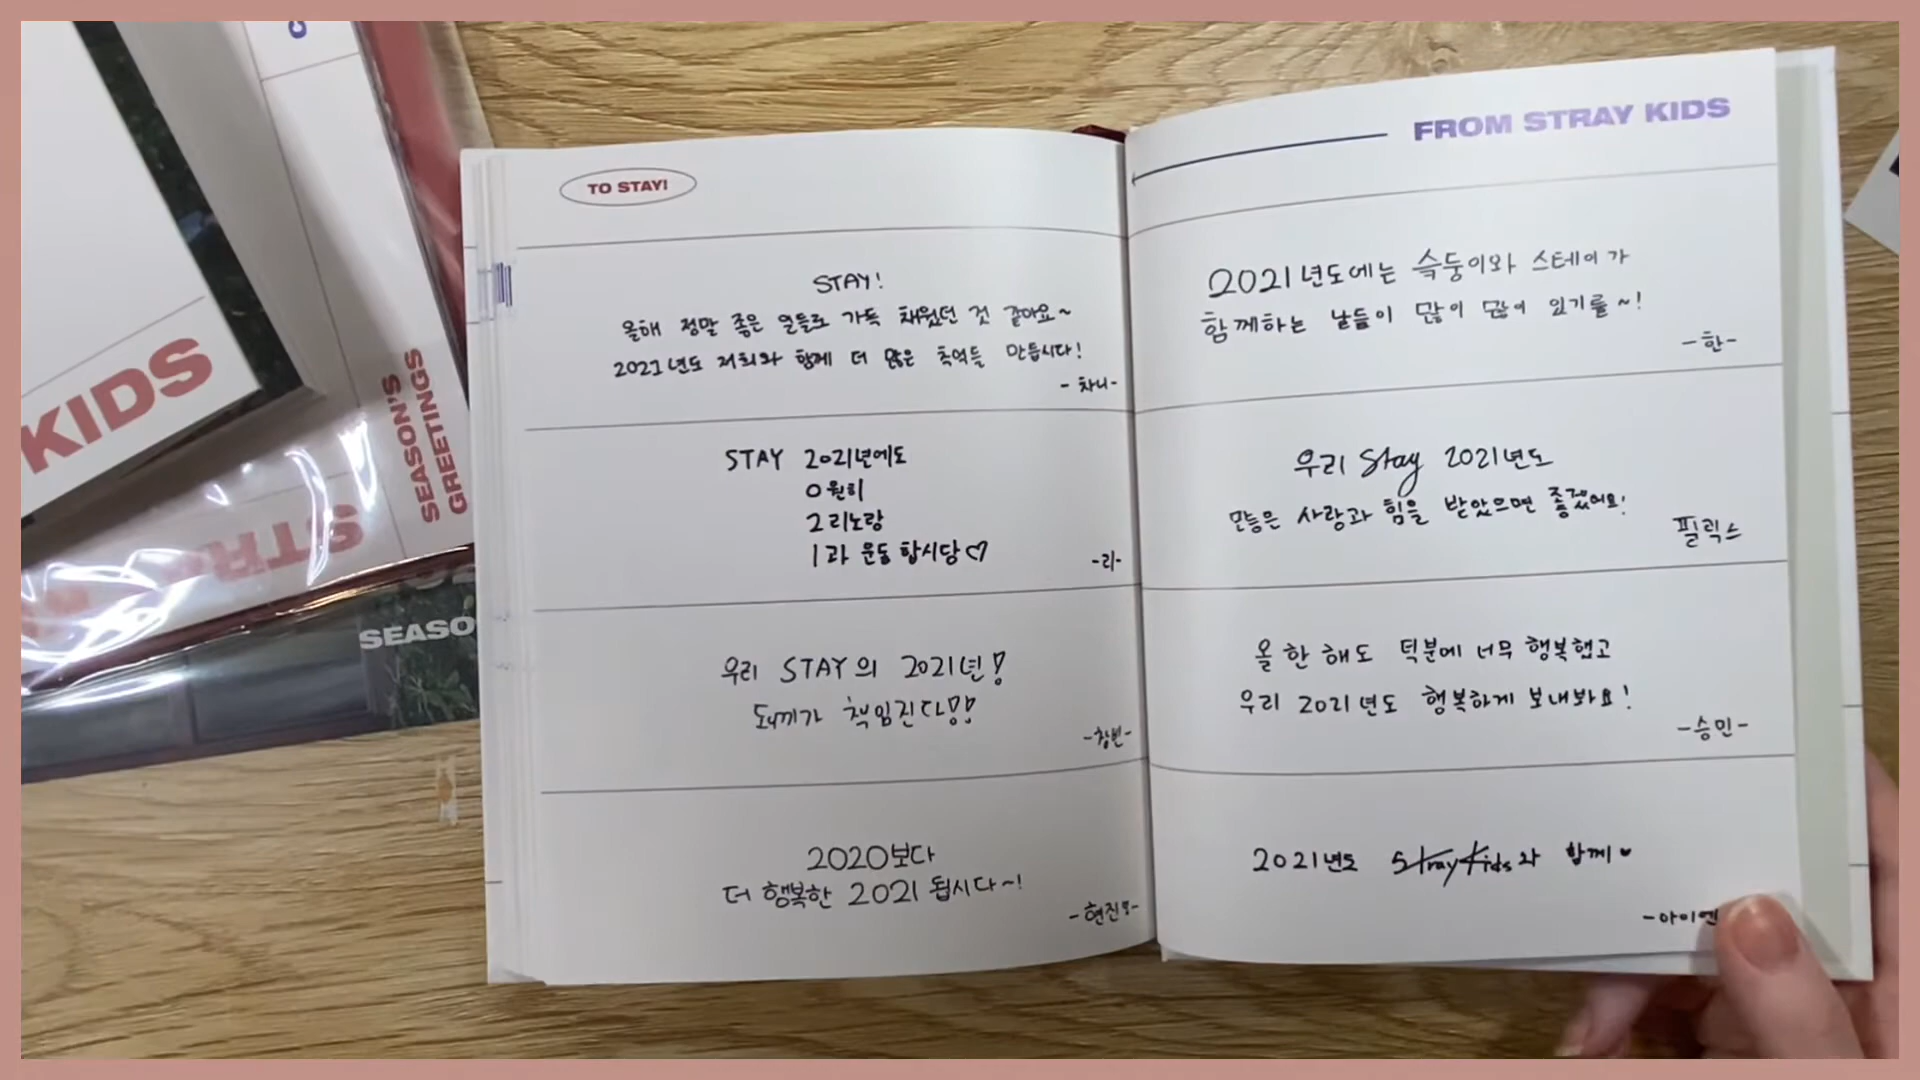 KIDS
SEASON'S
GREETINGS
STRA
SEASO
TO STAY!
STAY!
올해 정말 좋은 일들로 가득 채웠던 것 같아요~
2021년도 저희와 함께 더 많은 추억들 만듭시다!
-차니-
STAY 2021년에도
0원히
2리노랑
1과 운동 합시당♡
-리-
우리 STAY의 2021년!
돼끼가 책임진다!!
-창빈-
2020보다
더 행복한 2021 됩시다~!
-현진
FROM STRAY KIDS
2021년도에는 슥둥이와 스테이가
함께하는 날들이 많이 많이 있기를~!
-한-
우리 Stay 2021년도
만능은 사랑과 힘을 받았으면 좋겠어요!
필릭스
올 한 해도 덕분에 너무 행복했고
우리 2021년도 행복하게 보내봐요!
-승민-
2021년도 StrayKids와 함께♥
-아이엔